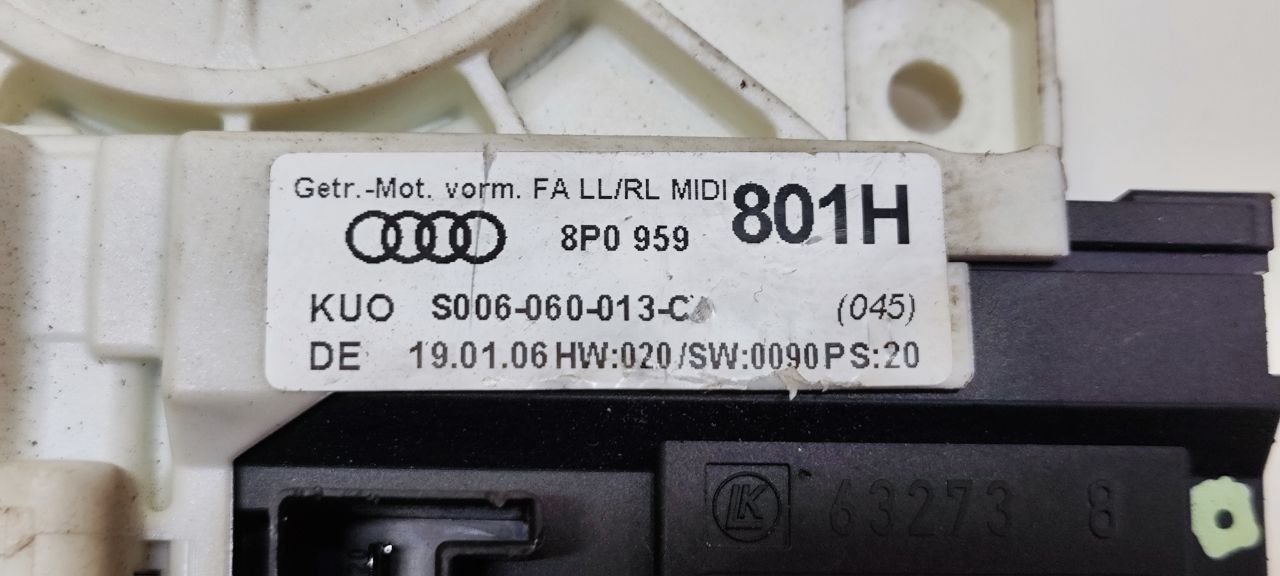 Getr.-Mot. vorm. FA LL/RL MIDI
8P0 959 801H
KUO S006-060-013-C (045)
DE 19.01.06 HW:020/SW:0090 PS:20
LK 63273 8